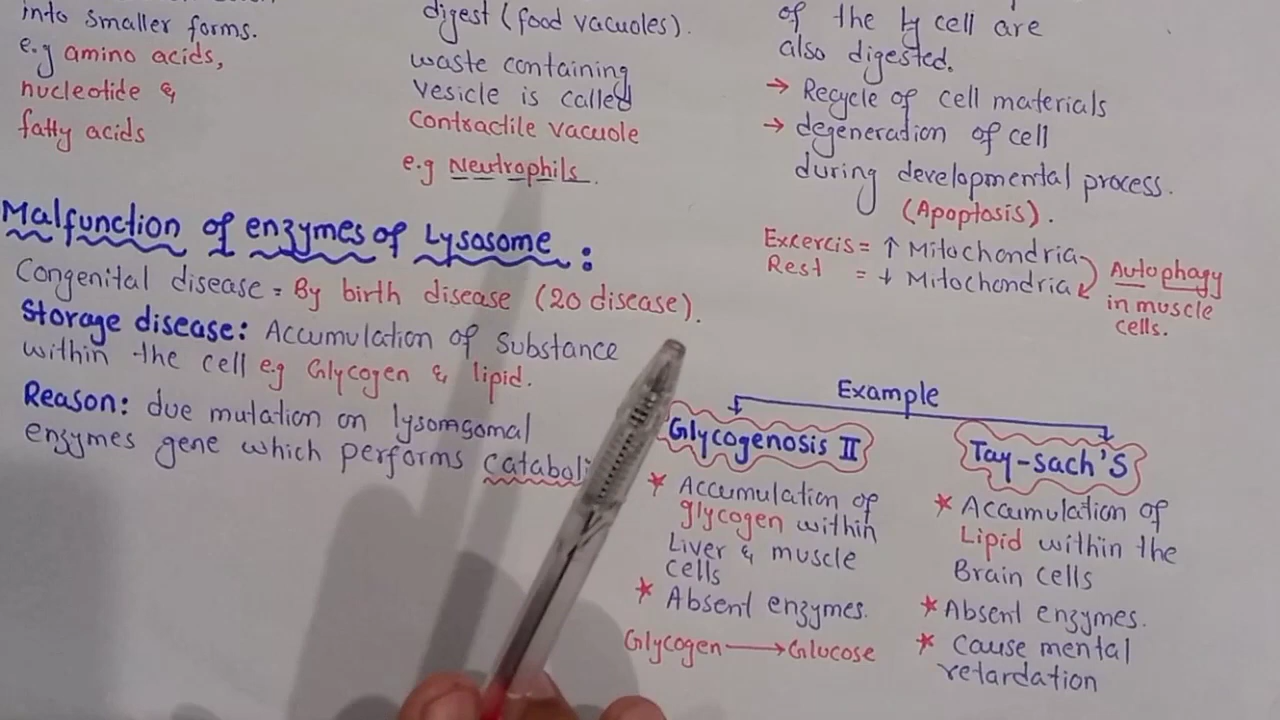 into smaller forms.
e.g amino acids,
nucleotide &
fatty acids
digest (food vacuoles).
waste containing
vesicle is called
Contractile vacuole
e.g Neutrophils.
of the ly cell are
also digested.
→ Recycle of cell materials
→ degeneration of cell
during developmental process.
(Apoptosis).
Excercis = ↑ Mitochondria
Rest = ↓ Mitochondria
Autophagy
in muscle
cells.
Malfunction of enzymes of Lysosome :
Congenital disease = By birth disease (20 disease).
Storage disease: Accumulation of Substance
within the cell e.g Glycogen & lipid.
Reason: due mutation on lysomsomal
enzymes gene which performs cataboli
Example
Glycogenosis II
* Accumulation of
glycogen within
Liver & muscle
cells
* Absent enzymes.
Glycogen → Glucose
Tay-sach'S
* Accumulation of
Lipid within the
Brain cells
* Absent enzymes.
* Cause mental
retardation